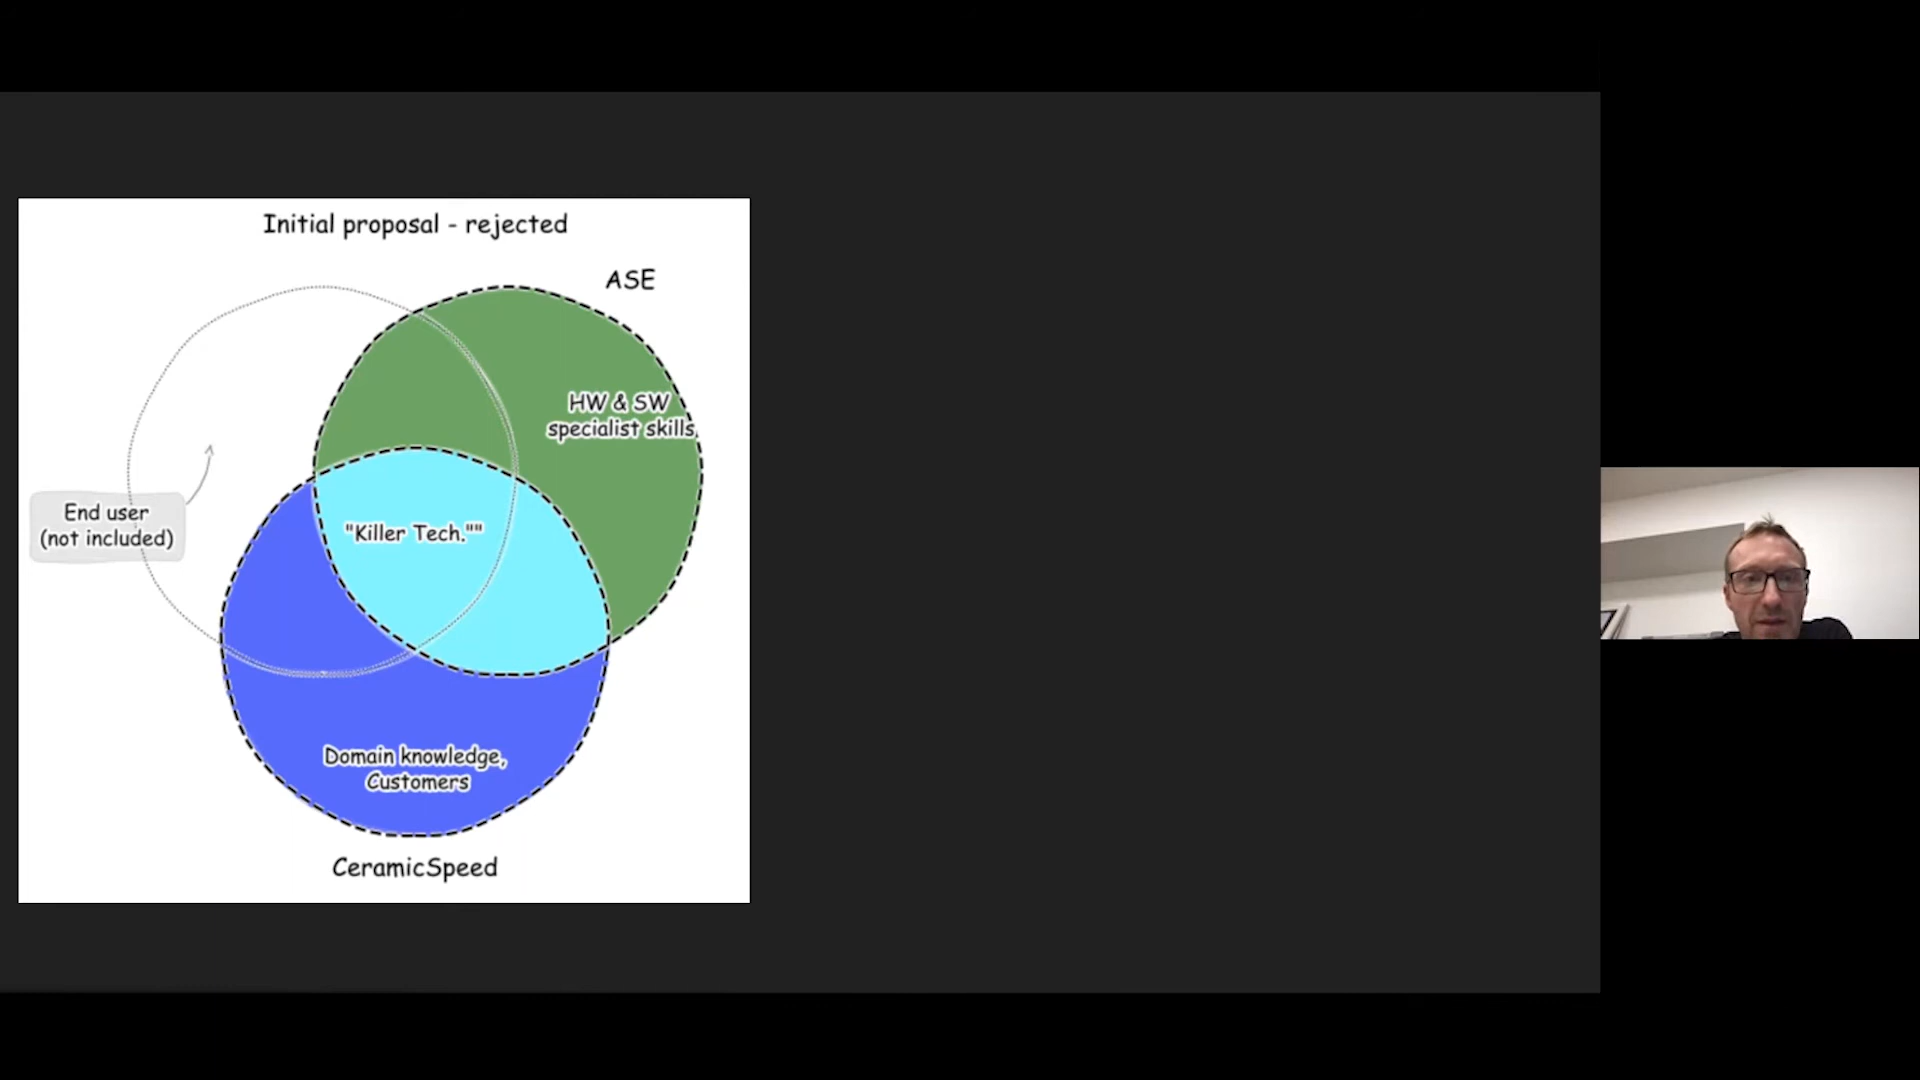 Initial proposal - rejected
ASE
HW & SW
specialist skills,
End user
(not included)
"Killer Tech.""
Domain knowledge,
Customers
CeramicSpeed